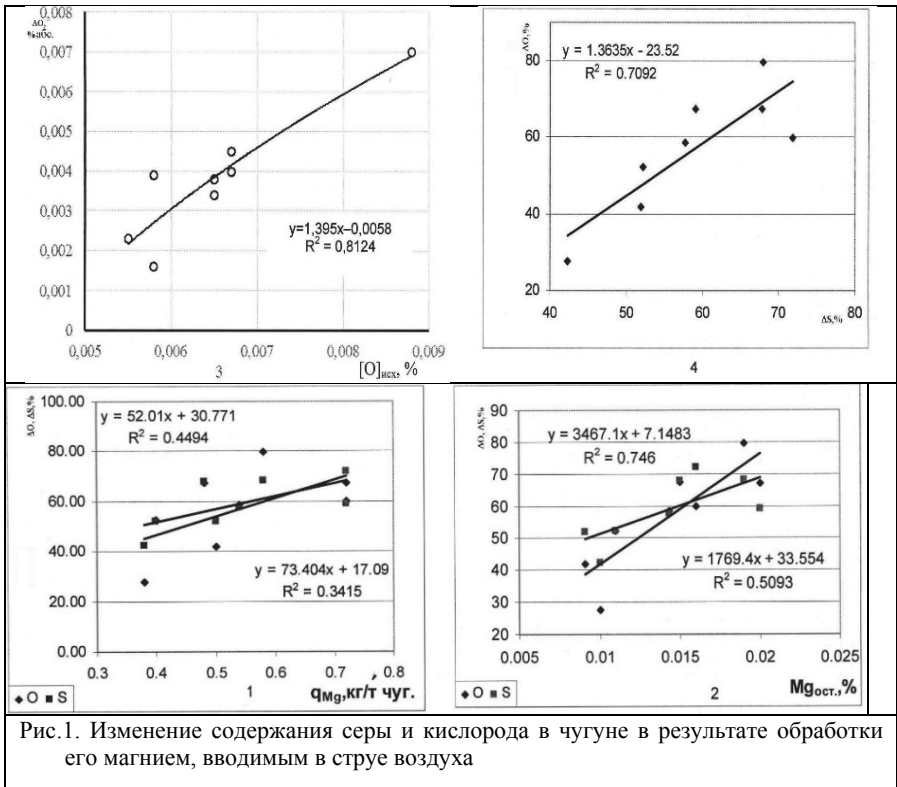 ΔO₂,
%абс.
0,007
0,006
0,005
0,004
0,003
0,002
0,001
0
y=1,395x–0,0058
R² = 0,8124
0,005
0,006
0,007
0,008
0,009
3
[O]исх, %
ΔO,%
80
60
40
20
y = 1.3635x - 23.52
R² = 0.7092
40
50
60
70
80
ΔS,%
4
ΔO, ΔS,%
100.00
80.00
60.00
40.00
20.00
0.00
y = 52.01x + 30.771
R² = 0.4494
y = 73.404x + 17.09
R² = 0.3415
0.3
0.4
0.5
0.6
0.7
0.8
O S
1
qMg,кг/т чуг.
ΔO, ΔS,%
90
80
70
60
50
40
30
20
y = 3467.1x + 7.1483
R² = 0.746
y = 1769.4x + 33.554
R² = 0.5093
0.005
0.01
0.015
0.02
0.025
O S
2
Mgост.,%
Рис.1. Изменение содержания серы и кислорода в чугуне в результате обработки
его магнием, вводимым в струе воздуха